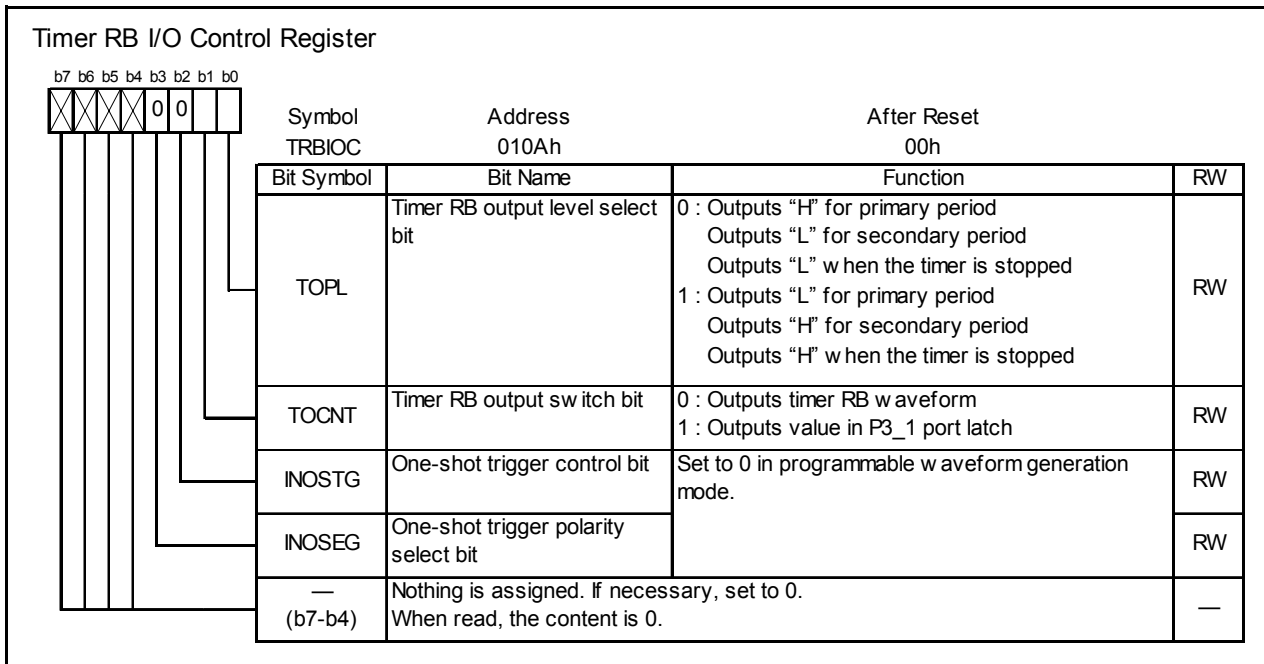 Timer RB I/O Control Register
b7 b6 b5 b4 b3 b2 b1 b0
0 0
Symbol Address After Reset
TRBIOC 010Ah 00h
Bit Symbol Bit Name Function RW
TOPL
Timer RB output level select
bit
0 : Outputs “H” for primary period
Outputs “L” for secondary period
Outputs “L” when the timer is stopped
1 : Outputs “L” for primary period
Outputs “H” for secondary period
Outputs “H” when the timer is stopped
RW
TOCNT
Timer RB output switch bit
0 : Outputs timer RB waveform
1 : Outputs value in P3_1 port latch
RW
INOSTG
One-shot trigger control bit
Set to 0 in programmable waveform generation
mode.
RW
INOSEG
One-shot trigger polarity
select bit
RW
—
(b7-b4)
Nothing is assigned. If necessary, set to 0.
When read, the content is 0.
—